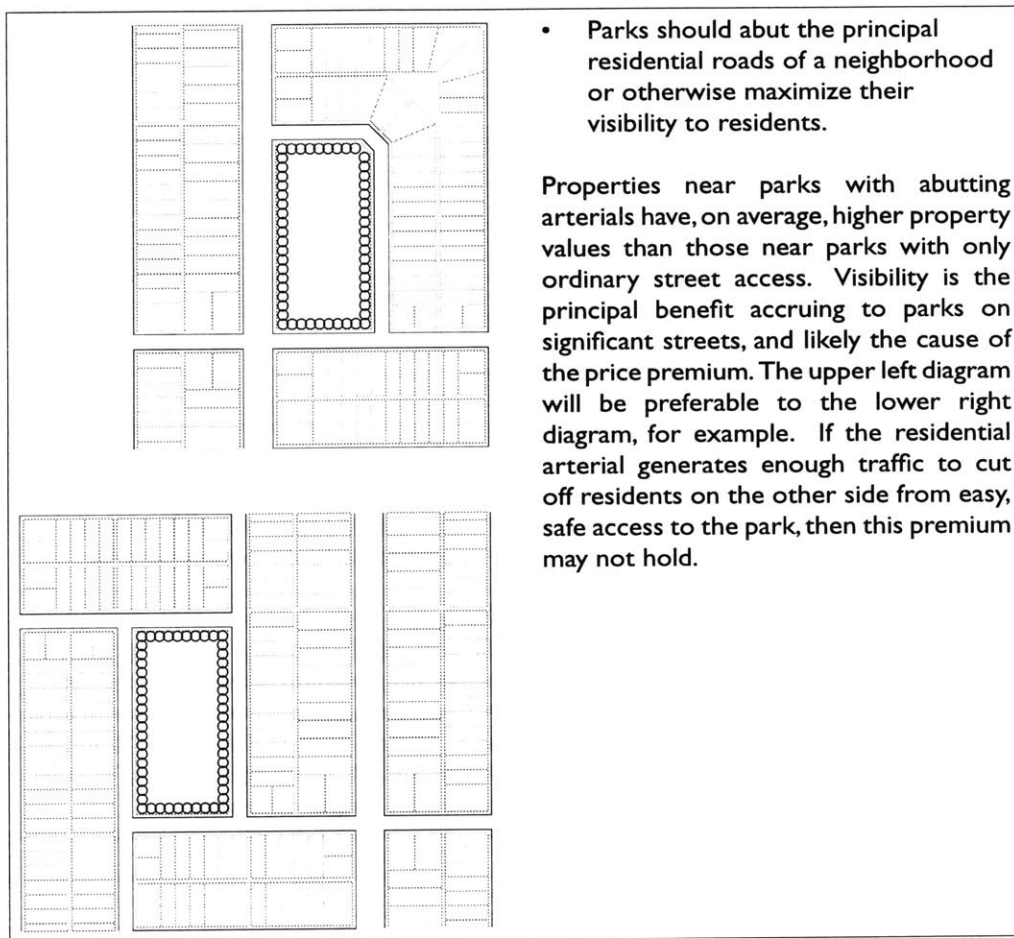 • Parks should abut the principal
residential roads of a neighborhood
or otherwise maximize their
visibility to residents.
Properties near parks with abutting
arterials have, on average, higher property
values than those near parks with only
ordinary street access. Visibility is the
principal benefit accruing to parks on
significant streets, and likely the cause of
the price premium. The upper left diagram
will be preferable to the lower right
diagram, for example. If the residential
arterial generates enough traffic to cut
off residents on the other side from easy,
safe access to the park, then this premium
may not hold.